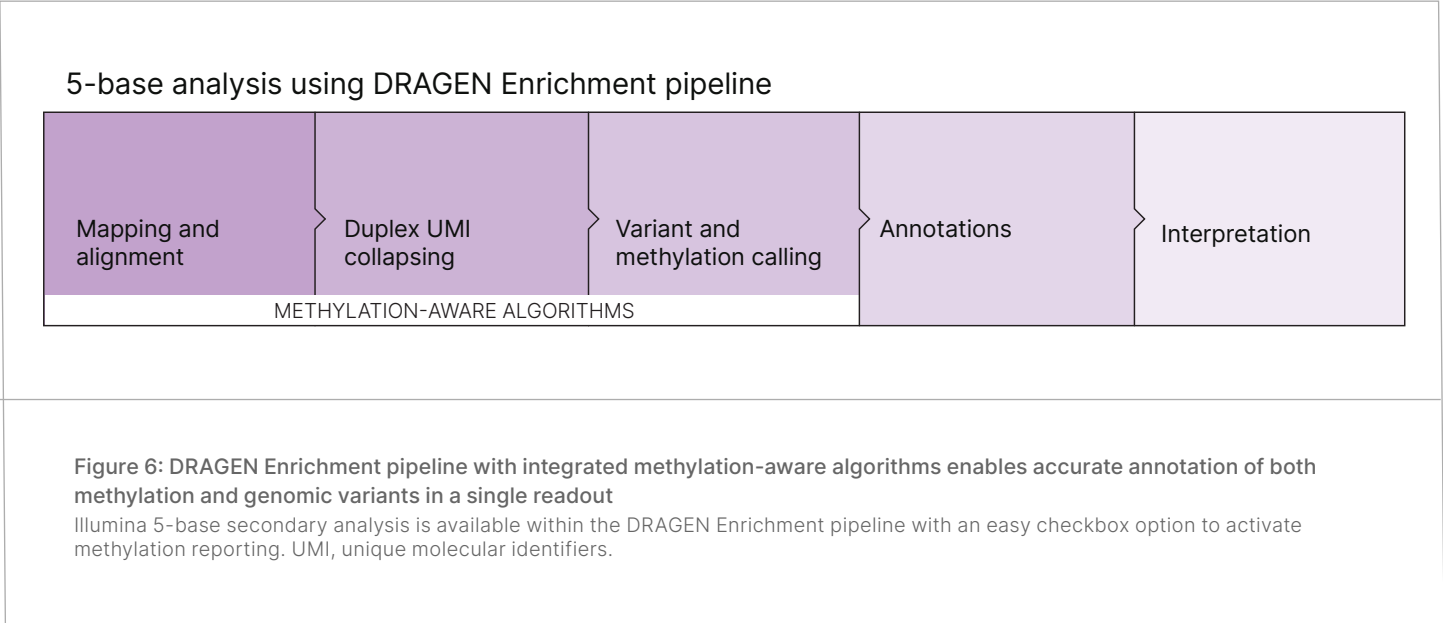 5-base analysis using DRAGEN Enrichment pipeline
Mapping and
alignment
Duplex UMI
collapsing
Variant and
methylation calling
Annotations
Interpretation
METHYLATION-AWARE ALGORITHMS
Figure 6: DRAGEN Enrichment pipeline with integrated methylation-aware algorithms enables accurate annotation of both
methylation and genomic variants in a single readout
Illumina 5-base secondary analysis is available within the DRAGEN Enrichment pipeline with an easy checkbox option to activate
methylation reporting. UMI, unique molecular identifiers.